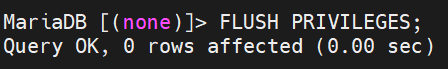 MariaDB [(none)]> FLUSH PRIVILEGES;
Query OK, 0 rows affected (0.00 sec)